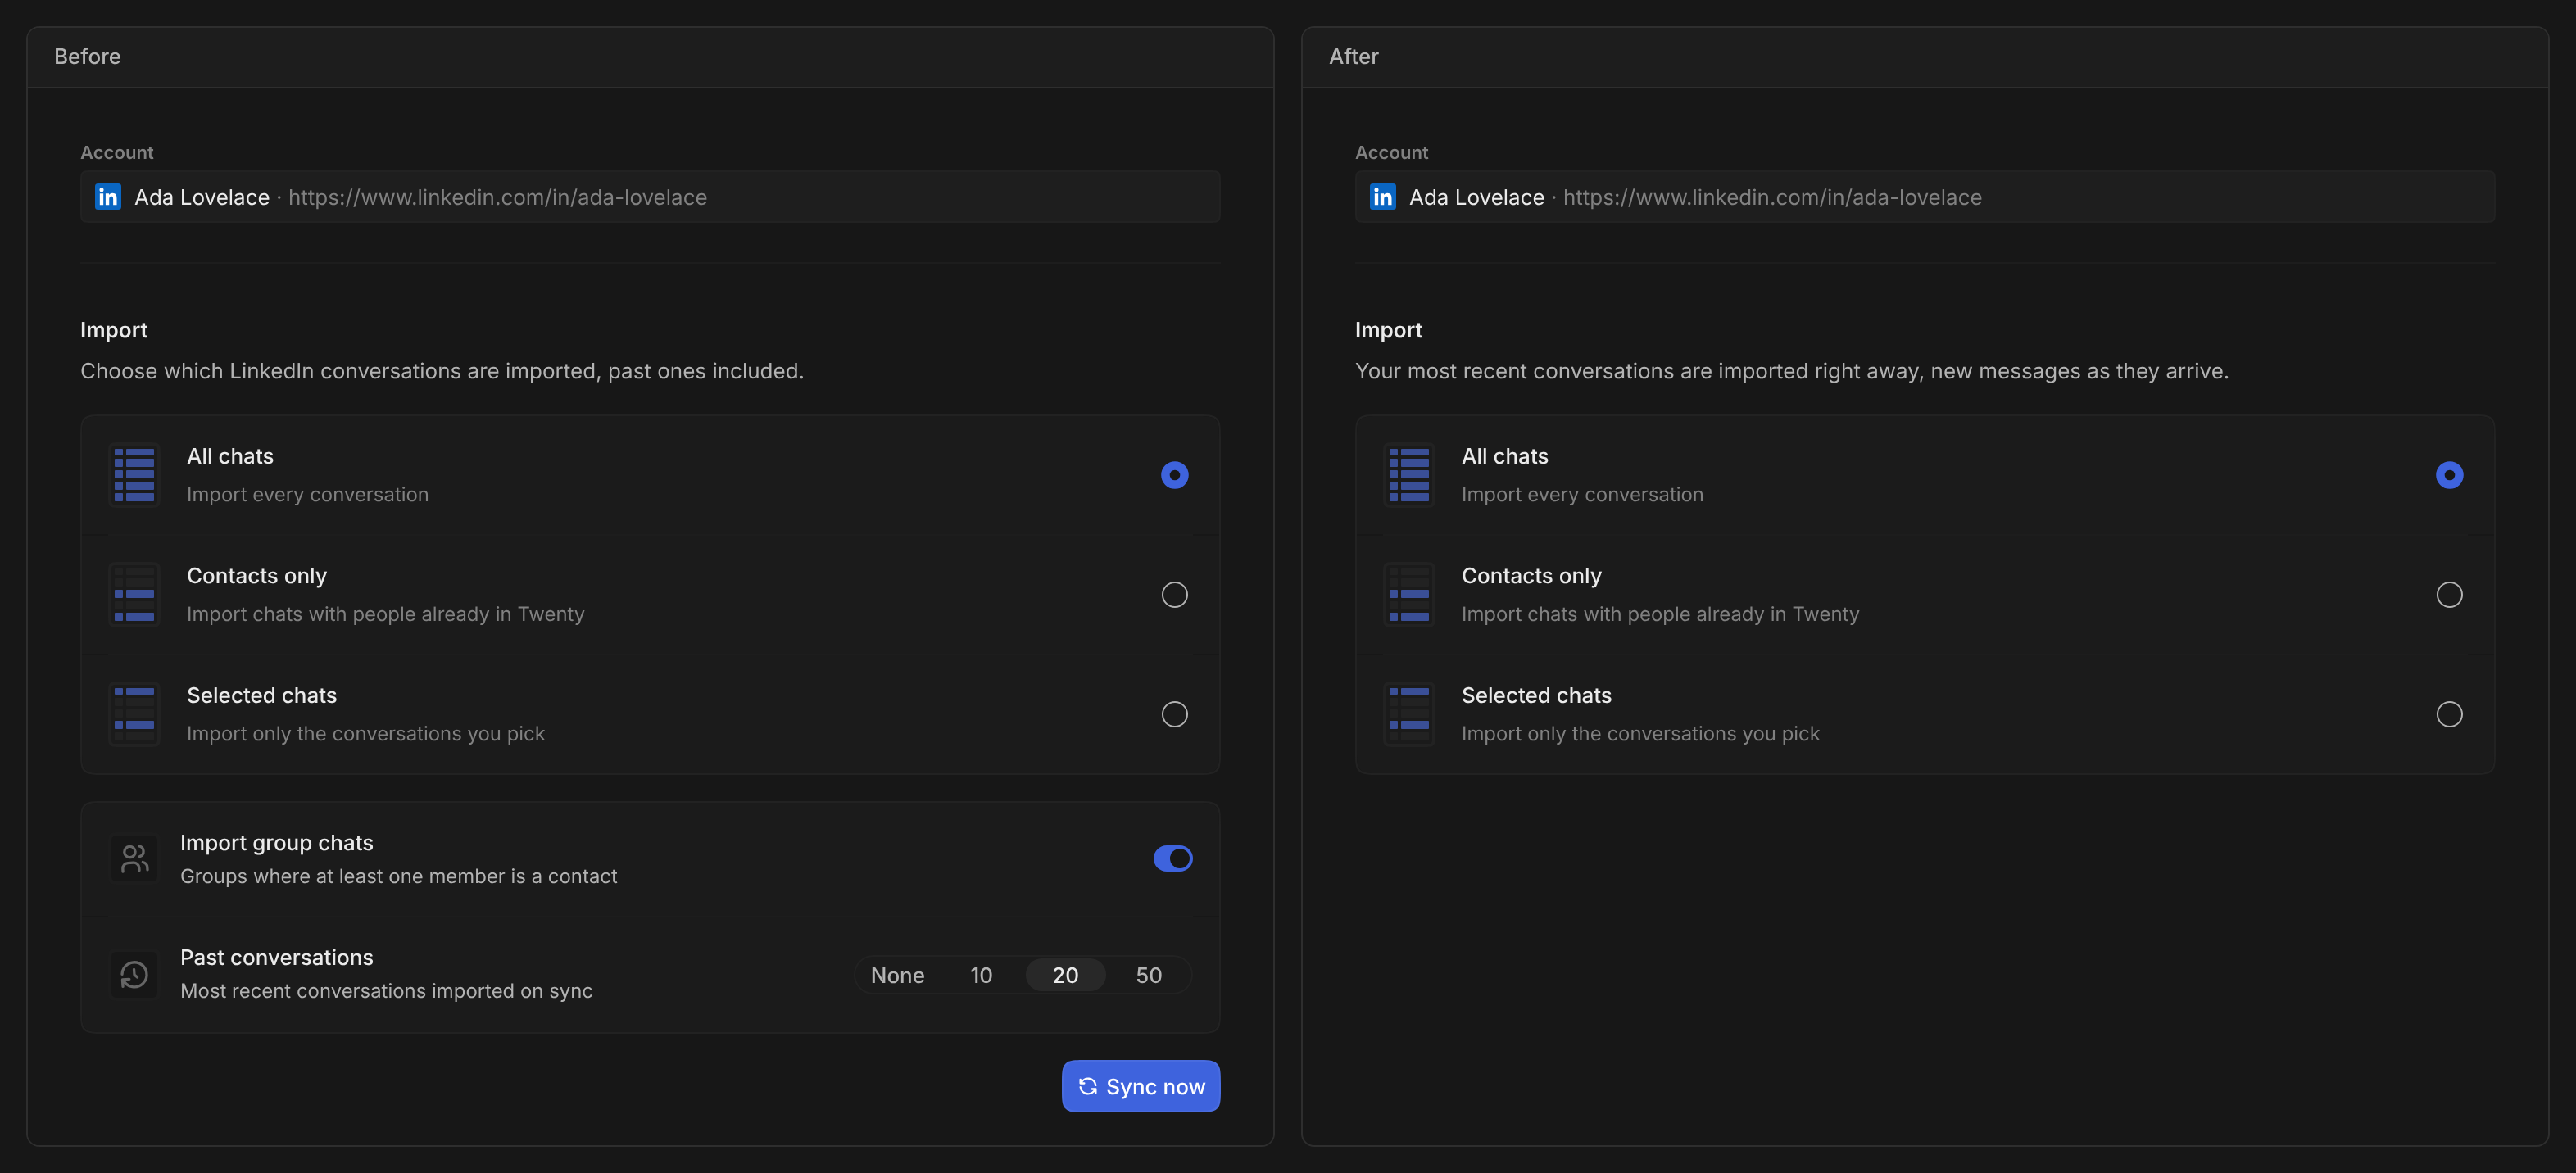 Before
Account
in Ada Lovelace · https://www.linkedin.com/in/ada-lovelace
Import
Choose which LinkedIn conversations are imported, past ones included.
All chats
Import every conversation
Contacts only
Import chats with people already in Twenty
Selected chats
Import only the conversations you pick
Import group chats
Groups where at least one member is a contact
Past conversations
Most recent conversations imported on sync
None 10 20 50
Sync now
After
Account
in Ada Lovelace · https://www.linkedin.com/in/ada-lovelace
Import
Your most recent conversations are imported right away, new messages as they arrive.
All chats
Import every conversation
Contacts only
Import chats with people already in Twenty
Selected chats
Import only the conversations you pick